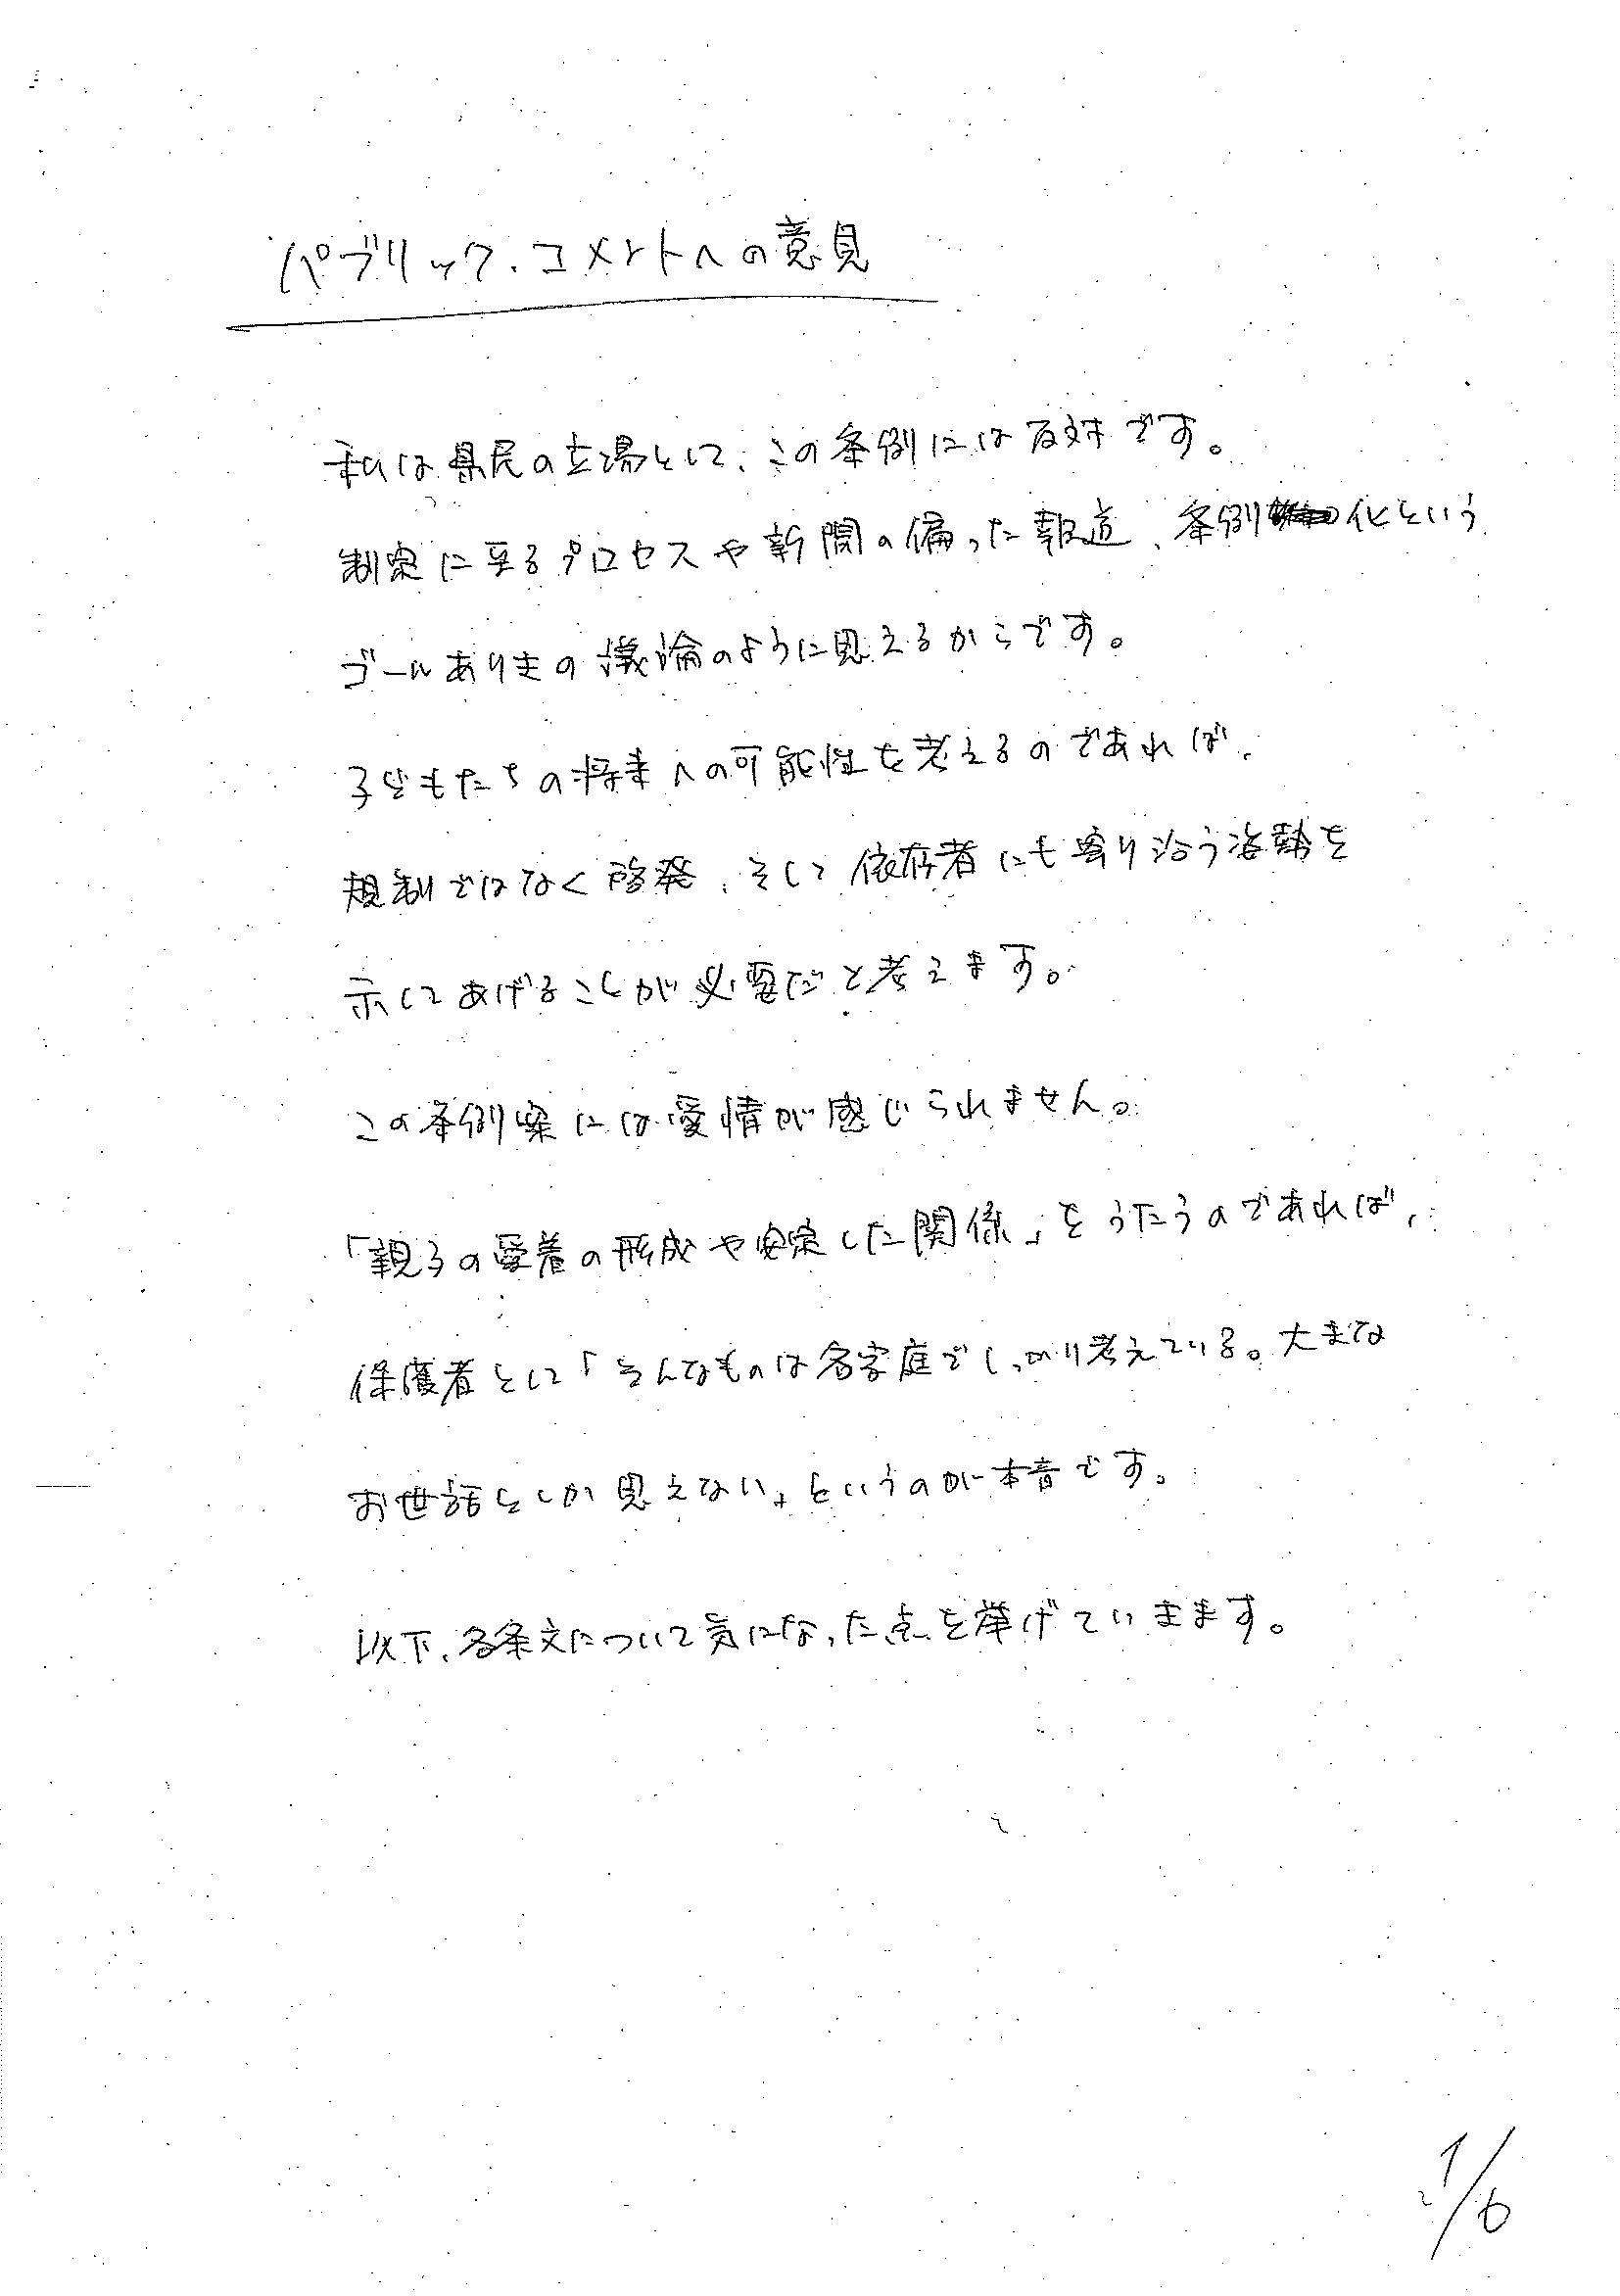 パブリック・コメントへの意見
私は県民の立場として、この条例には反対です。
制定に至るプロセスや新聞の偏った報道、条例化という
ゴールありきの議論のように思えるからです。
子どもたちの将来への可能性を考えるのであれば、
規制ではなく啓発、そして依存者にも寄り沿う姿勢を
示してあげることが必要だと考えます。
この条例案には愛情が感じられません。
「親子の愛着の形成や安定した関係」をうたうのであれば、
保護者として「そんなものは各家庭でしっかり考えている。大きな
お世話としか思えない」というのが本音です。
以下、各条文について気になった点を挙げていきます。
1/6